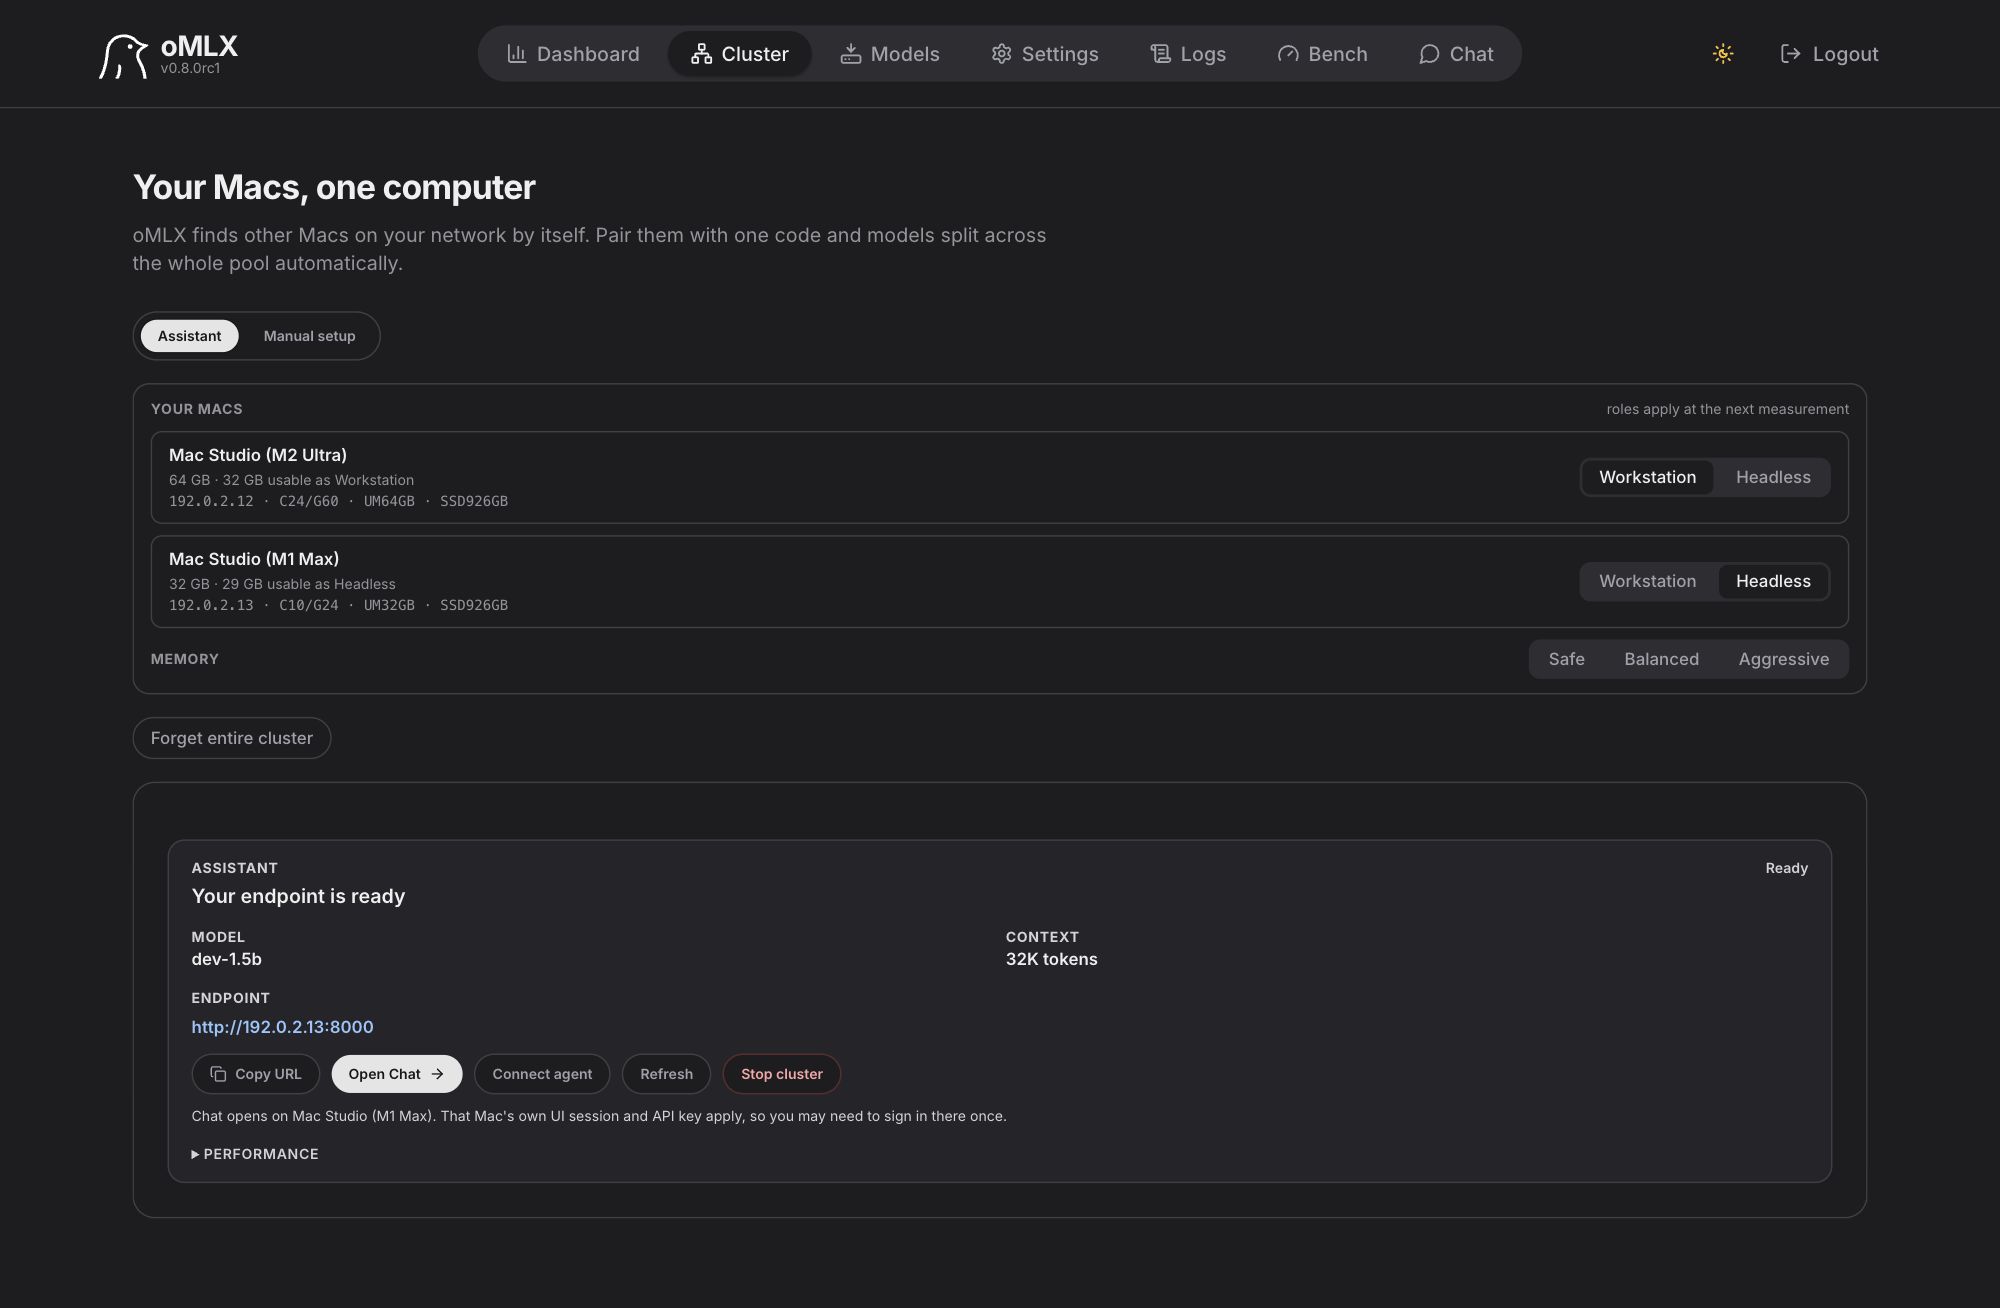 oMLX
v0.8.0rc1
Dashboard
Cluster
Models
Settings
Logs
Bench
Chat
Logout
Your Macs, one computer
oMLX finds other Macs on your network by itself. Pair them with one code and models split across
the whole pool automatically.
Assistant
Manual setup
YOUR MACS
roles apply at the next measurement
Mac Studio (M2 Ultra)
64 GB · 32 GB usable as Workstation
192.0.2.12 · C24/G60 · UM64GB · SSD926GB
Workstation
Headless
Mac Studio (M1 Max)
32 GB · 29 GB usable as Headless
192.0.2.13 · C10/G24 · UM32GB · SSD926GB
Workstation
Headless
MEMORY
Safe
Balanced
Aggressive
Forget entire cluster
ASSISTANT
Ready
Your endpoint is ready
MODEL
dev-1.5b
CONTEXT
32K tokens
ENDPOINT
http://192.0.2.13:8000
Copy URL
Open Chat →
Connect agent
Refresh
Stop cluster
Chat opens on Mac Studio (M1 Max). That Mac's own UI session and API key apply, so you may need to sign in there once.
▶ PERFORMANCE